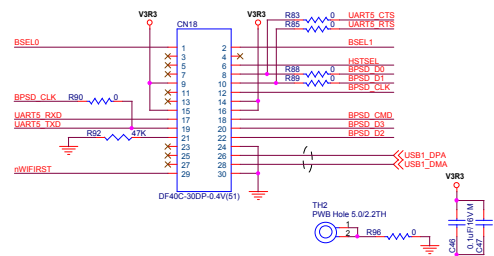 V3R3 CN18 V3R3 R83 0 UART5_CTS
R85 0 UART5_RTS
BSEL0 1 2 BSEL1
3 4
5 6 HSTSEL
7 8 R88 0 BPSD_D0
9 10 R89 0 BPSD_D1
BPSD_CLK R90 0 11 12 BPSD_CLK
13 14
15 16
UART5_RXD 17 18 BPSD_CMD
UART5_TXD 19 20 BPSD_D3
R92 47K 21 22 BPSD_D2
23 24
25 26 USB1_DPA
27 28 USB1_DMA
nWIFIRST 29 30
DF40C-30DP-0.4V(51)
V3R3
TH2
PWB Hole 5.0/2.2TH
1
2 R96 0
C46 0.1uF/16V M C47